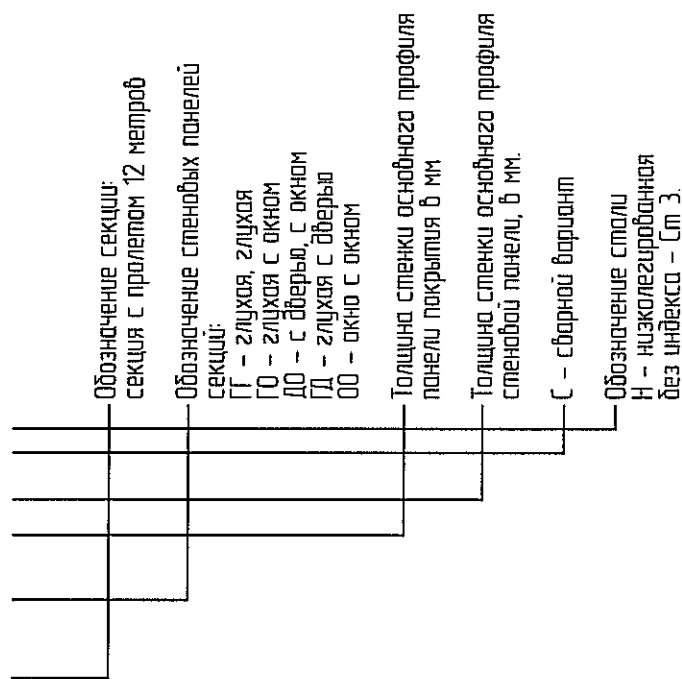 Обозначение секции:
секция с пролетом 12 метров
Обозначение стеновых панелей
секций:
ГГ – глухая, глухая
ГО – глухая с окном
ДО – с дверью, с окном
ГД – глухая с дверью
ОО – окно с окном
Толщина стенки основного профиля
панели покрытия в мм
Толщина стенки основного профиля
стеновой панели, в мм.
С – сварной вариант
Обозначение стали
Н – низколегированная
без индекса – Ст 3.